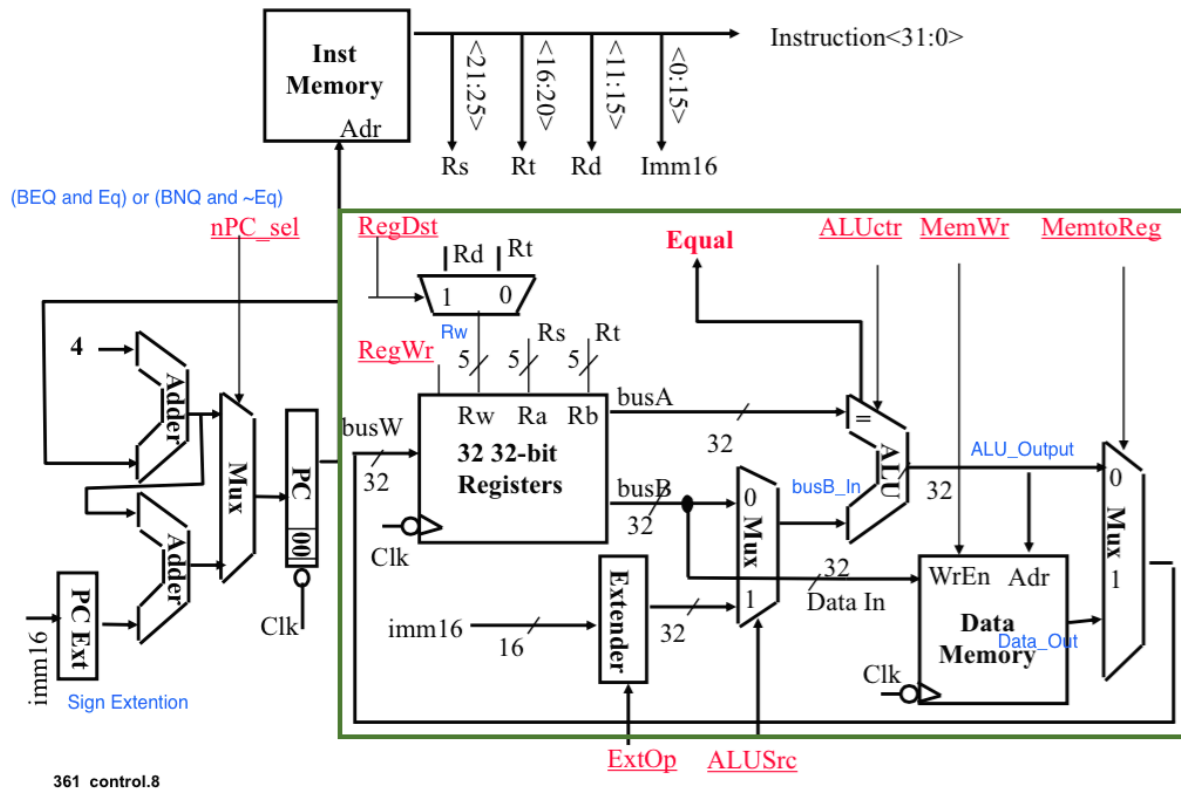 Inst
Memory
Adr
Instruction<31:0>
<21:25>
<16:20>
<11:15>
<0:15>
Rs
Rt
Rd
Imm16
(BEQ and Eq) or (BNQ and ~Eq)
nPC_sel
RegDst
Rd
Rt
1
0
Equal
ALUctr
MemWr
MemtoReg
Rw
RegWr
5
5
Rs
5
Rt
4
Adder
Mux
PC
00
Clk
Adder
PC Ext
imm16
Sign Extention
busW
32
Rw
Ra
Rb
32 32-bit
Registers
Clk
busA
32
busB
32
0
Mux
1
busB_In
=
ALU
32
ALU_Output
imm16
16
Extender
32
32
Data In
WrEn
Adr
Data
Memory
Data_Out
Clk
0
Mux
1
ExtOp
ALUSrc
361 control.8